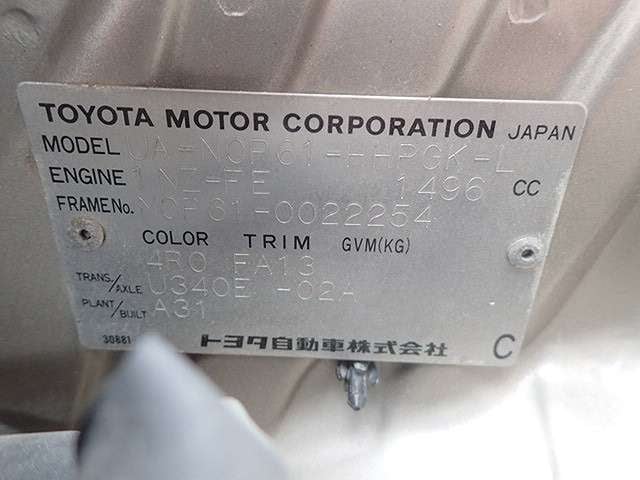 TOYOTA MOTOR CORPORATION JAPAN
MODEL UA-NCP61-HHPGK-L
ENGINE 1NZ-FE 1496 CC
FRAME No. NCP61-0022254
COLOR TRIM GVM(KG)
4R0 FA13
TRANS./AXLE U340E -02A
PLANT/BUILT A31
30881 トヨタ自動車株式会社 C